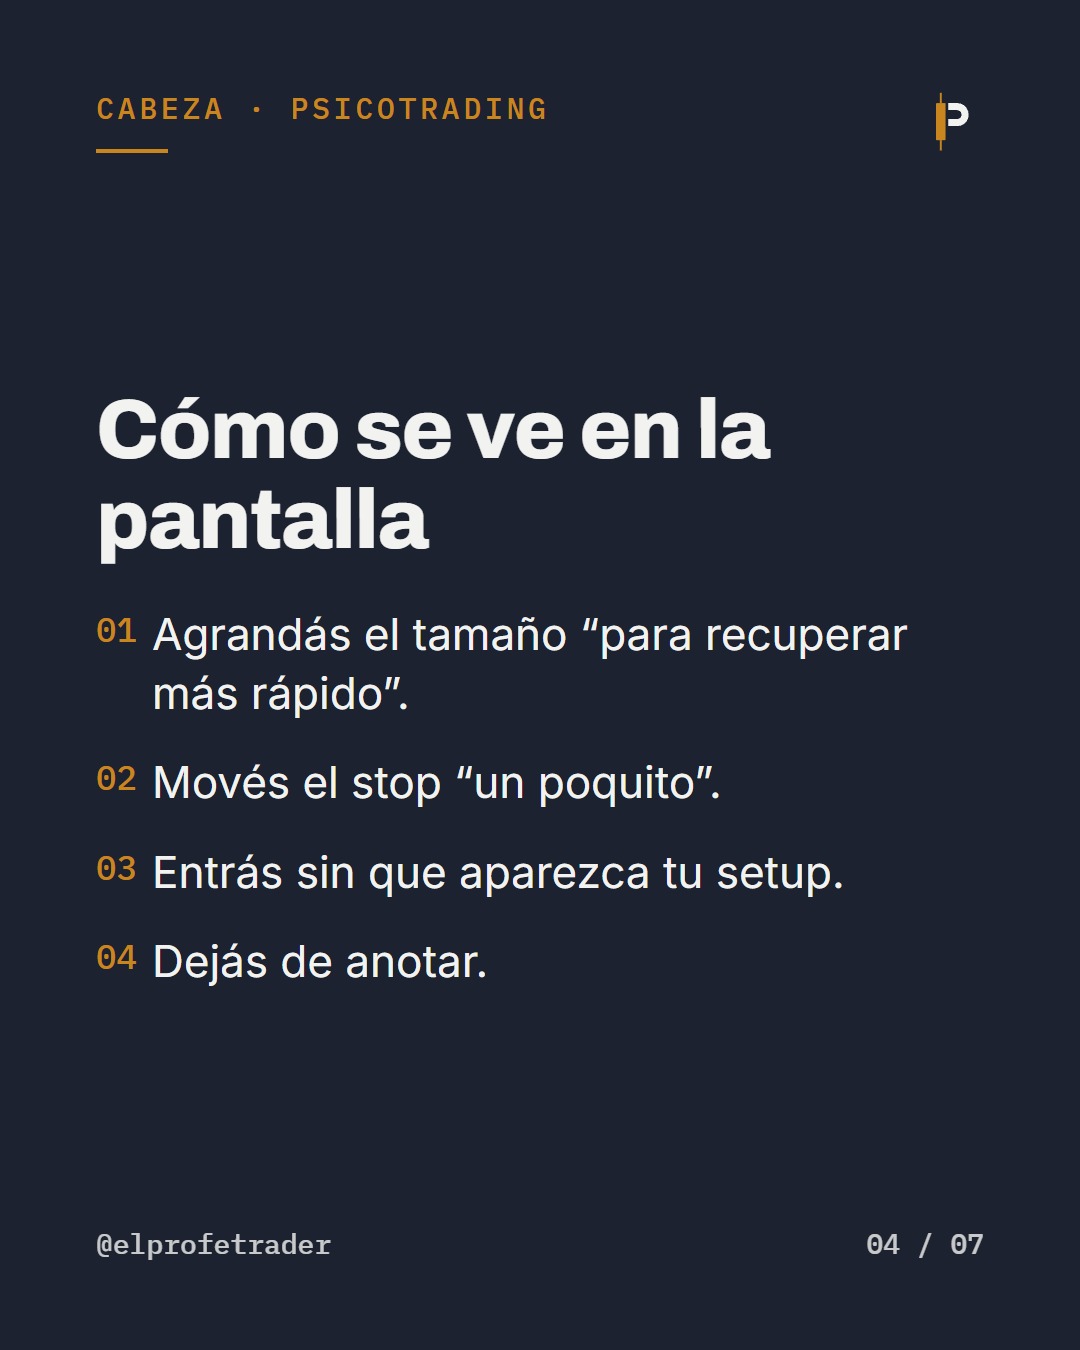 CABEZA · PSICOTRADING
P
Cómo se ve en la
pantalla
01 Agrandás el tamaño “para recuperar
más rápido”.
02 Movés el stop “un poquito”.
03 Entrás sin que aparezca tu setup.
04 Dejás de anotar.
@elprofetrader
04 / 07